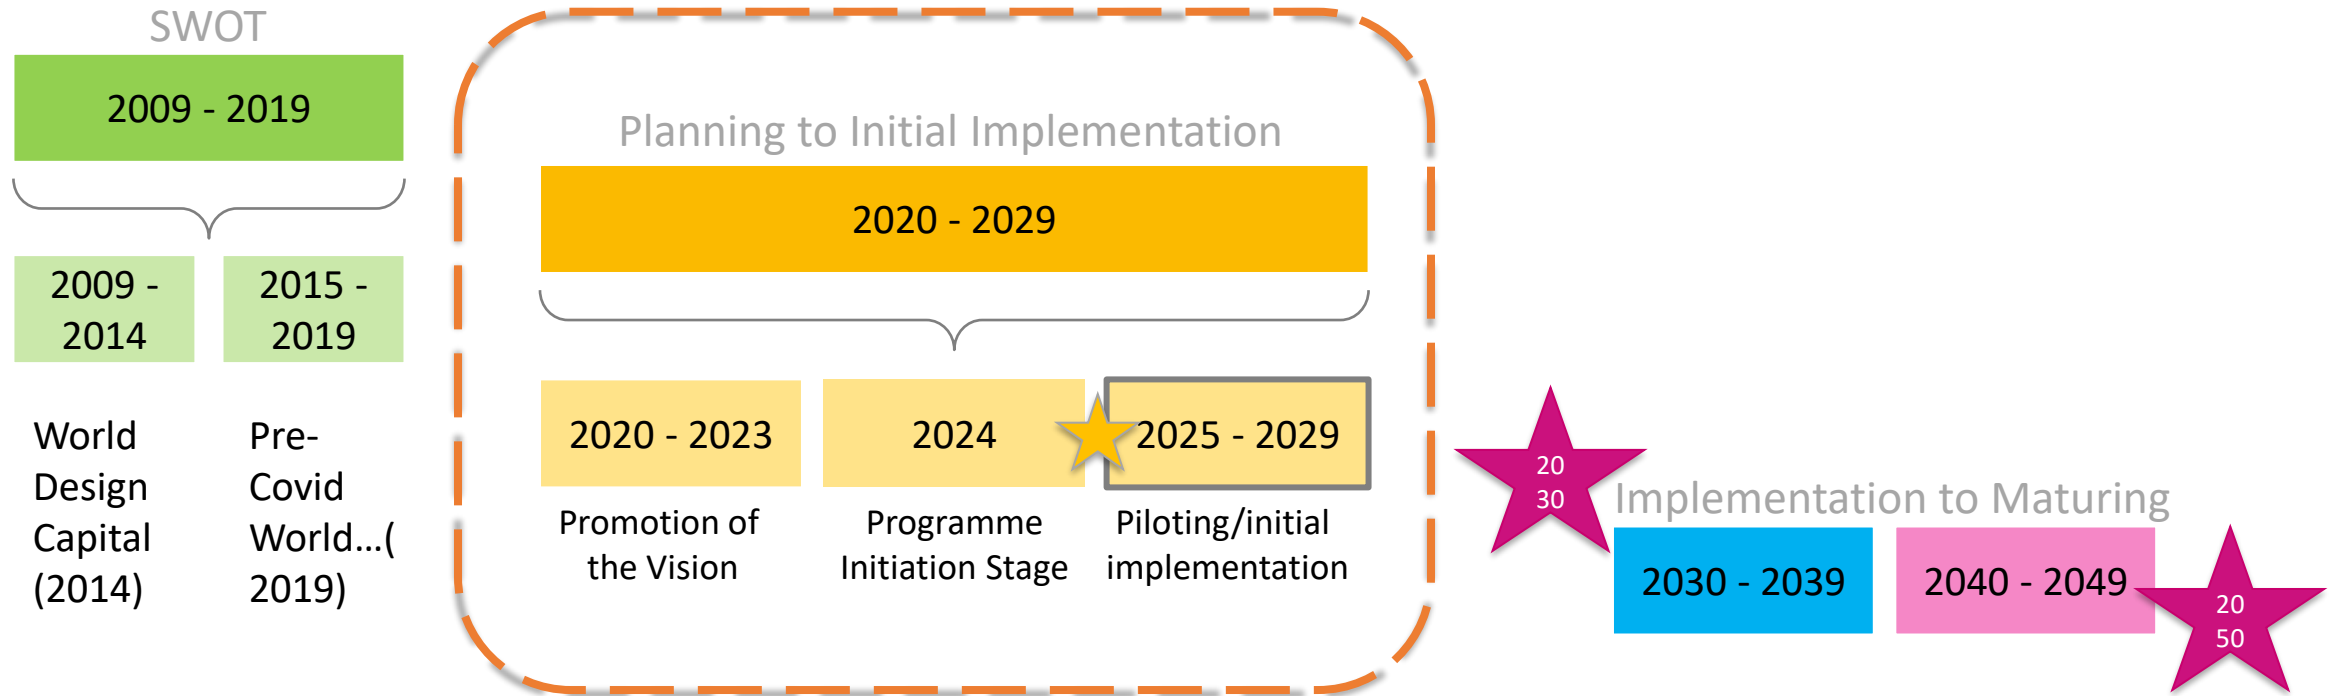 SWOT
2009 - 2019
2009 -
2014
2015 -
2019
World
Design
Capital
(2014)
Pre-
Covid
World...(
2019)
Planning to Initial Implementation
2020 - 2029
2020 - 2023
2024
2025 - 2029
Promotion of
the Vision
Programme
Initiation Stage
Piloting/initial
implementation
20
30
Implementation to Maturing
2030 - 2039
2040 - 2049
20
50